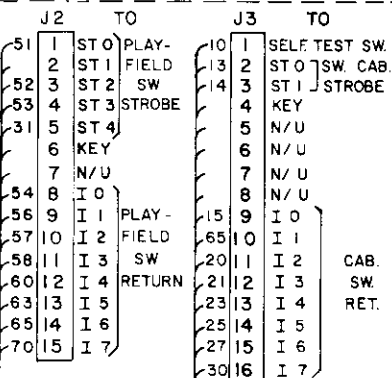 J2 TO
51 1 ST 0 PLAY-
2 ST 1 FIELD
52 3 ST 2 SW
53 4 ST 3 STROBE
31 5 ST 4
6 KEY
7 N/U
54 8 I 0
56 9 I 1 PLAY-
57 10 I 2 FIELD
58 11 I 3 SW
60 12 I 4 RETURN
63 13 I 5
65 14 I 6
70 15 I 7
J3 TO
10 1 SELF TEST SW.
13 2 ST 0 SW. CAB.
14 3 ST 1 STROBE
4 KEY
5 N/U
6 N/U
7 N/U
8 N/U
15 9 I 0
65 10 I 1
20 11 I 2 CAB.
21 12 I 3 SW.
23 13 I 4 RET.
25 14 I 5
27 15 I 6
30 16 I 7